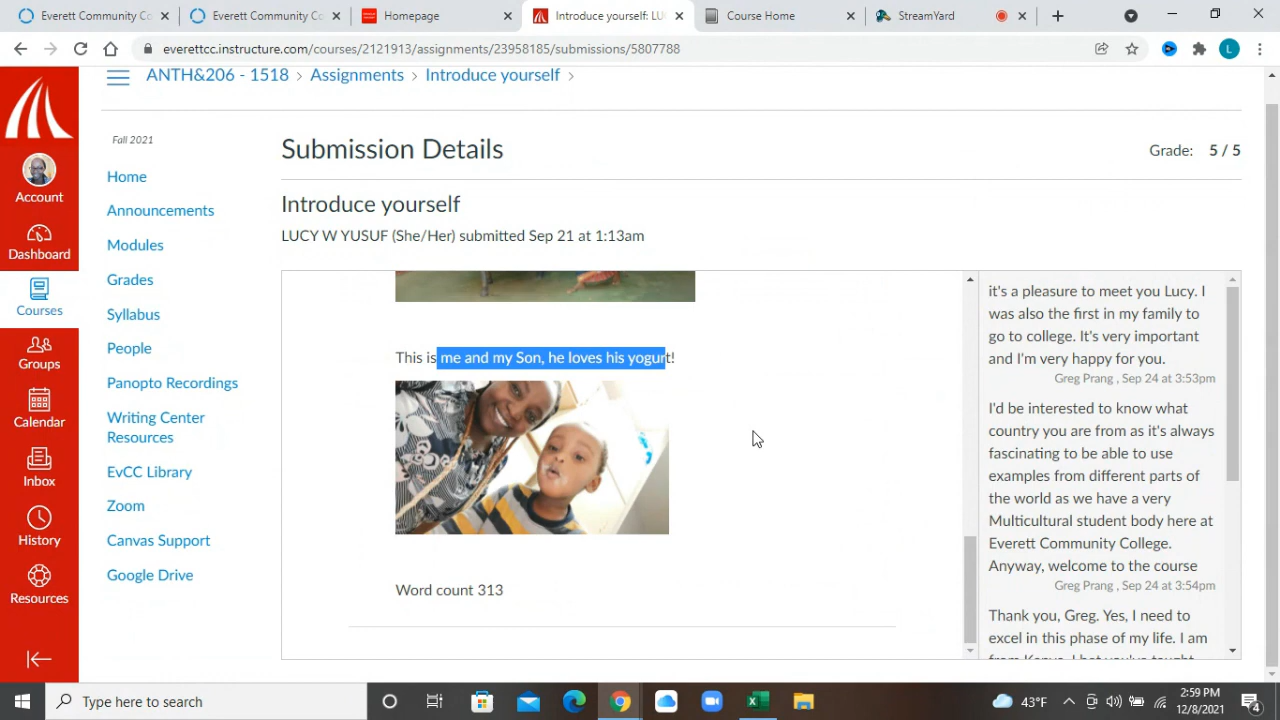 Everett Community Co
Everett Community Co
Homepage
Introduce yourself: LU
Course Home
StreamYard
everettcc.instructure.com/courses/2121913/assignments/23958185/submissions/5807788
L
ANTH&206 - 1518 > Assignments > Introduce yourself >
Account
Dashboard
Courses
Groups
Calendar
Inbox
History
Resources
Fall 2021
Home
Announcements
Modules
Grades
Syllabus
People
Panopto Recordings
Writing Center
Resources
EvCC Library
Zoom
Canvas Support
Google Drive
Submission Details
Grade: 5 / 5
Introduce yourself
LUCY W YUSUF (She/Her) submitted Sep 21 at 1:13am
This is me and my Son, he loves his yogurt!
Word count 313
it's a pleasure to meet you Lucy. I
was also the first in my family to
go to college. It's very important
and I'm very happy for you.
Greg Prang , Sep 24 at 3:53pm
I'd be interested to know what
country you are from as it's always
fascinating to be able to use
examples from different parts of
the world as we have a very
Multicultural student body here at
Everett Community College.
Anyway, welcome to the course
Greg Prang , Sep 24 at 3:54pm
Thank you, Greg. Yes, I need to
excel in this phase of my life. I am
from Kenya. I bet you've taught
Type here to search
43°F
2:59 PM
12/8/2021